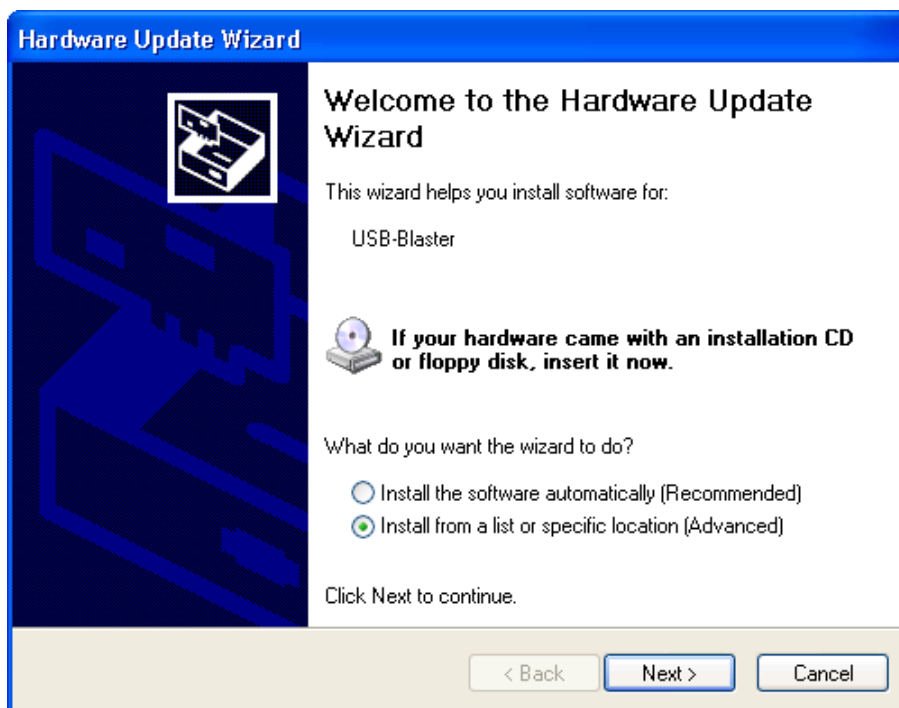 Hardware Update Wizard
Welcome to the Hardware Update
Wizard
This wizard helps you install software for:
USB-Blaster
If your hardware came with an installation CD
or floppy disk, insert it now.
What do you want the wizard to do?
Install the software automatically (Recommended)
Install from a list or specific location (Advanced)
Click Next to continue.
< Back
Next >
Cancel